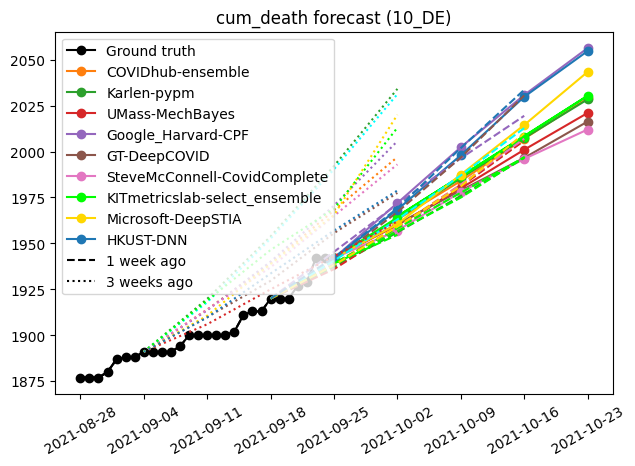 cum_death forecast (10_DE)
2050
2025
2000
1975
1950
1925
1900
1875
Ground truth
COVIDhub-ensemble
Karlen-pypm
UMass-MechBayes
Google_Harvard-CPF
GT-DeepCOVID
SteveMcConnell-CovidComplete
KITmetricslab-select_ensemble
Microsoft-DeepSTIA
HKUST-DNN
1 week ago
3 weeks ago
2021-08-28
2021-09-04
2021-09-11
2021-09-18
2021-09-25
2021-10-02
2021-10-09
2021-10-16
2021-10-23